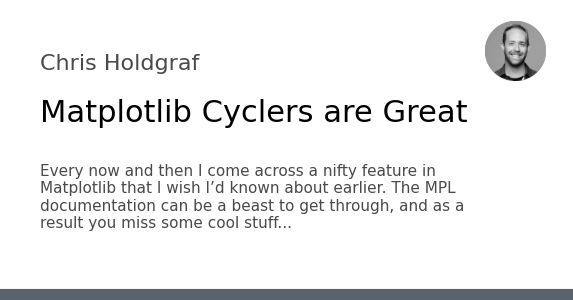 Chris Holdgraf
Matplotlib Cyclers are Great
Every now and then I come across a nifty feature in
Matplotlib that I wish I’d known about earlier. The MPL
documentation can be a beast to get through, and as a
result you miss some cool stuff...